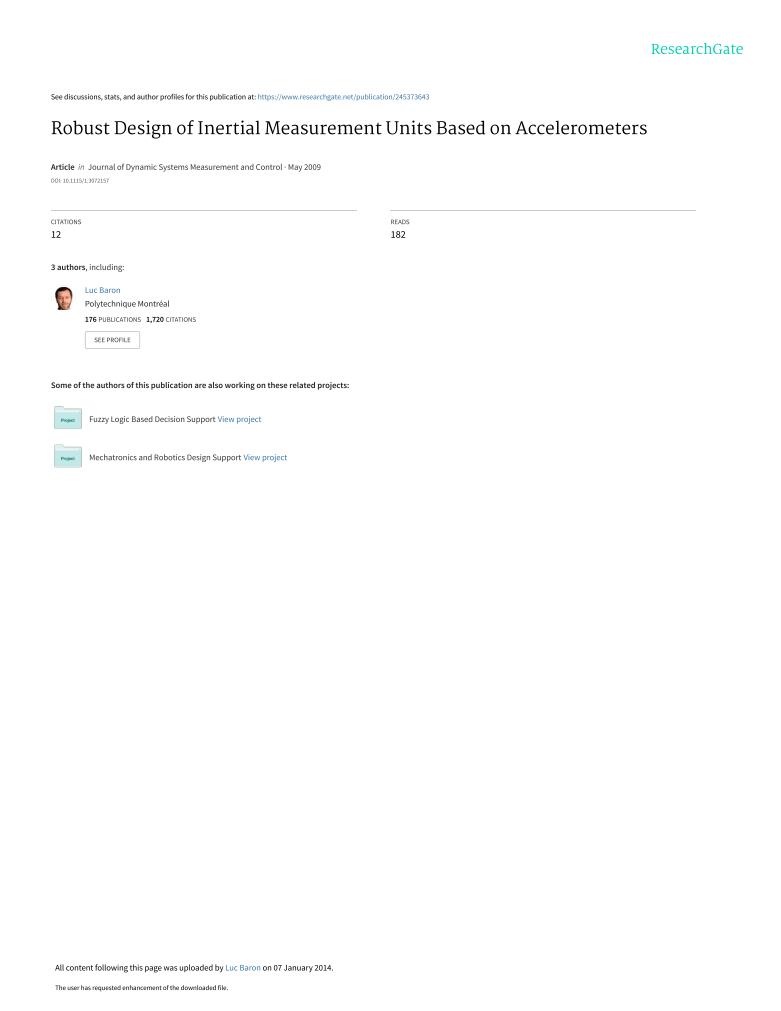 ResearchGate
See discussions, stats, and author profiles for this publication at: https://www.researchgate.net/publication/245373643
Robust Design of Inertial Measurement Units Based on Accelerometers
Article in Journal of Dynamic Systems Measurement and Control · May 2009
DOI: 10.1115/1.3072157
CITATIONS
12
READS
182
3 authors, including:
Luc Baron
Polytechnique Montréal
176 PUBLICATIONS 1,720 CITATIONS
SEE PROFILE
Some of the authors of this publication are also working on these related projects:
Project
Fuzzy Logic Based Decision Support View project
Project
Mechatronics and Robotics Design Support View project
All content following this page was uploaded by Luc Baron on 07 January 2014.
The user has requested enhancement of the downloaded file.